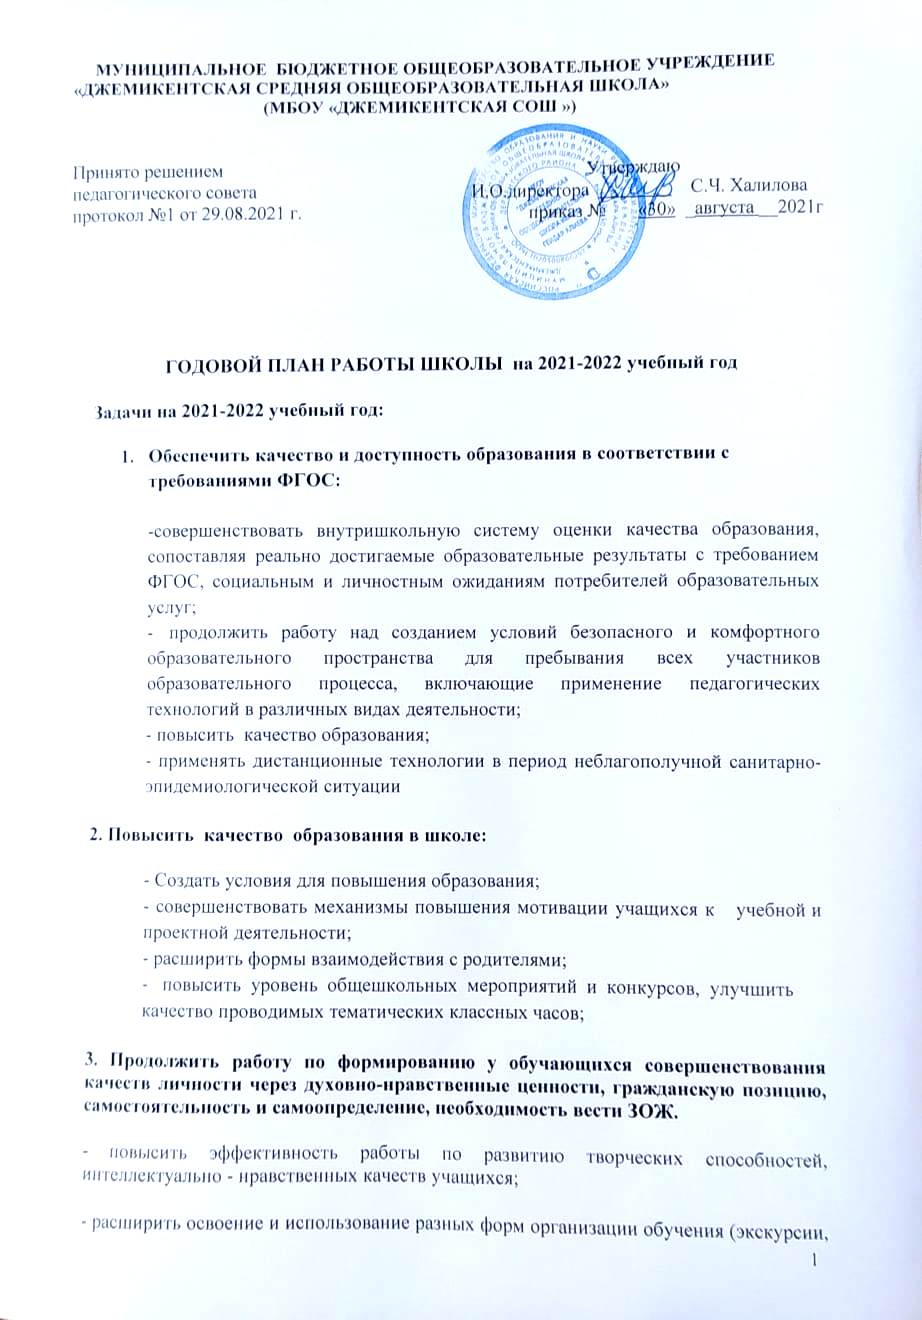 МУНИЦИПАЛЬНОЕ БЮДЖЕТНОЕ ОБЩЕОБРАЗОВАТЕЛЬНОЕ УЧРЕЖДЕНИЕ
«ДЖЕМИКЕНТСКАЯ СРЕДНЯЯ ОБЩЕОБРАЗОВАТЕЛЬНАЯ ШКОЛА»
(МБОУ «ДЖЕМИКЕНТСКАЯ СОШ »)
Принято решением
педагогического совета
протокол №1 от 29.08.2021 г.
Утверждаю
И.О.директора С.Ч. Халилова
приказ № «30» августа 2021г
ГОДОВОЙ ПЛАН РАБОТЫ ШКОЛЫ на 2021-2022 учебный год
Задачи на 2021-2022 учебный год:
1. Обеспечить качество и доступность образования в соответствии с
требованиями ФГОС:
-совершенствовать внутришкольную систему оценки качества образования,
сопоставляя реально достигаемые образовательные результаты с требованием
ФГОС, социальным и личностным ожиданиям потребителей образовательных
услуг;
- продолжить работу над созданием условий безопасного и комфортного
образовательного пространства для пребывания всех участников
образовательного процесса, включающие применение педагогических
технологий в различных видах деятельности;
- повысить качество образования;
- применять дистанционные технологии в период неблагополучной санитарно-
эпидемиологической ситуации
2. Повысить качество образования в школе:
- Создать условия для повышения образования;
- совершенствовать механизмы повышения мотивации учащихся к учебной и
проектной деятельности;
- расширить формы взаимодействия с родителями;
- повысить уровень общешкольных мероприятий и конкурсов, улучшить
качество проводимых тематических классных часов;
3. Продолжить работу по формированию у обучающихся совершенствования
качеств личности через духовно-нравственные ценности, гражданскую позицию,
самостоятельность и самоопределение, необходимость вести ЗОЖ.
- повысить эффективность работы по развитию творческих способностей,
интеллектуально - нравственных качеств учащихся;
- расширить освоение и использование разных форм организации обучения (экскурсии,
1